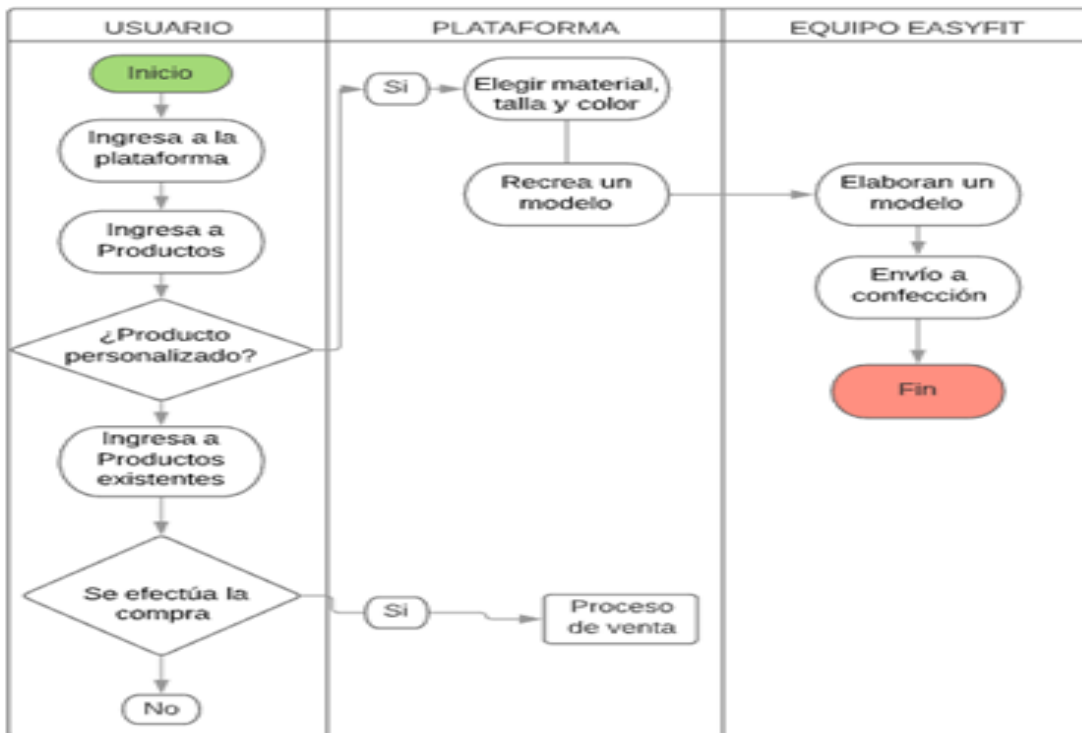 USUARIO
PLATAFORMA
EQUIPO EASYFIT
Inicio
Ingresa a la
plataforma
Ingresa a
Productos
¿Producto
personalizado?
Ingresa a
Productos
existentes
Se efectúa la
compra
No
Si
Elegir material,
talla y color
Recrea un
modelo
Si
Proceso
de venta
Elaboran un
modelo
Envío a
confección
Fin